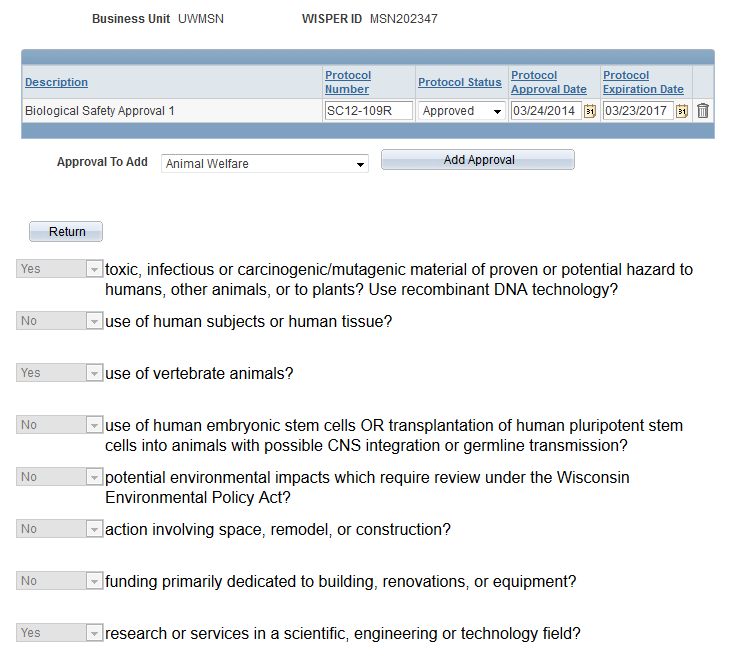 Business Unit UWMSN WISPER ID MSN202347
Description Protocol Number Protocol Status Protocol Approval Date Protocol Expiration Date
Biological Safety Approval 1 SC12-109R Approved 03/24/2014 31 03/23/2017 31
Approval To Add Animal Welfare Add Approval
Return
Yes toxic, infectious or carcinogenic/mutagenic material of proven or potential hazard to
humans, other animals, or to plants? Use recombinant DNA technology?
No use of human subjects or human tissue?
Yes use of vertebrate animals?
No use of human embryonic stem cells OR transplantation of human pluripotent stem
cells into animals with possible CNS integration or germline transmission?
No potential environmental impacts which require review under the Wisconsin
Environmental Policy Act?
No action involving space, remodel, or construction?
No funding primarily dedicated to building, renovations, or equipment?
Yes research or services in a scientific, engineering or technology field?